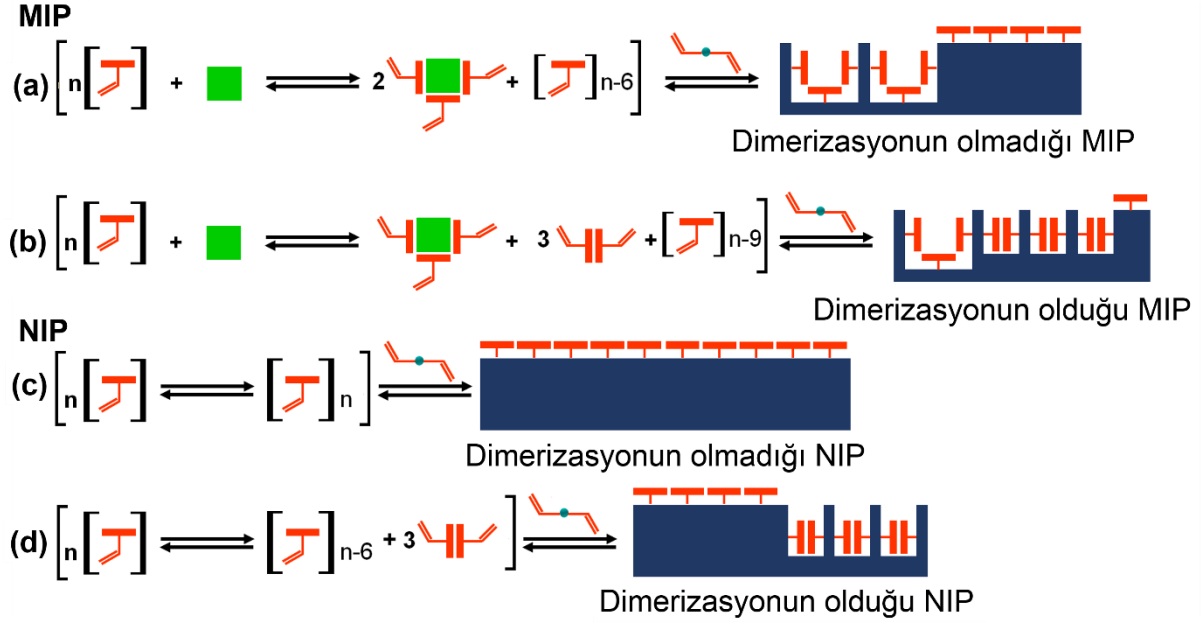 MIP
(a) n + 2 + n-6
Dimerizasyonun olmadığı MIP
(b) n + + 3 + n-9
Dimerizasyonun olduğu MIP
NIP
(c) n n
Dimerizasyonun olmadığı NIP
(d) n n-6 + 3
Dimerizasyonun olduğu NIP